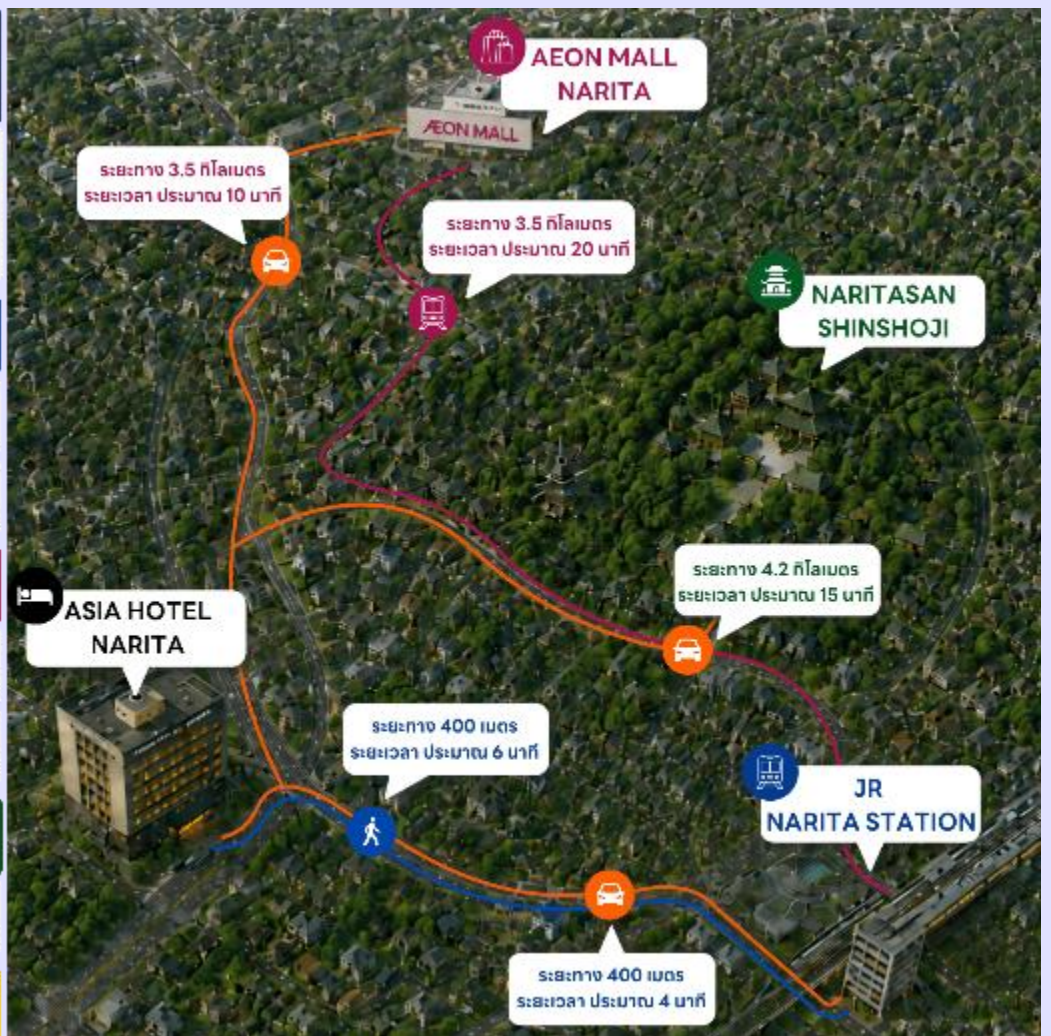 AEON MALL
NARITA
ÆON MALL
ระยะทาง 3.5 กิโลเมตร
ระยะเวลา ประมาณ 10 นาที
ระยะทาง 3.5 กิโลเมตร
ระยะเวลา ประมาณ 20 นาที
NARITASAN
SHINSHOJI
ระยะทาง 4.2 กิโลเมตร
ระยะเวลา ประมาณ 15 นาที
ASIA HOTEL
NARITA
ระยะทาง 400 เมตร
ระยะเวลา ประมาณ 6 นาที
JR
NARITA STATION
ระยะทาง 400 เมตร
ระยะเวลา ประมาณ 4 นาที